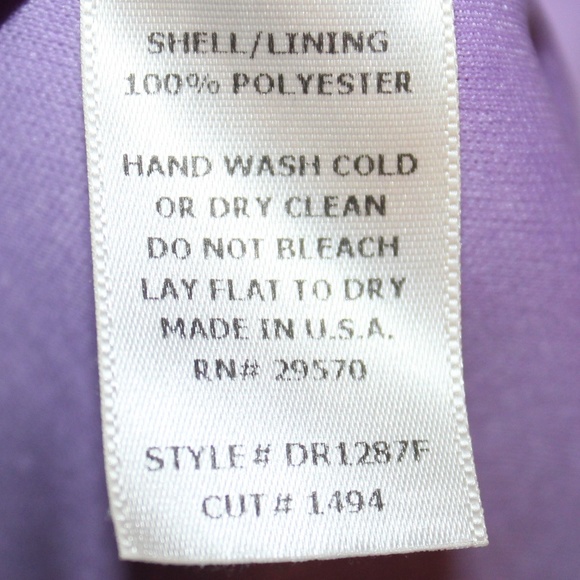 SHELL/LINING
100% POLYESTER
HAND WASH COLD
OR DRY CLEAN
DO NOT BLEACH
LAY FLAT TO DRY
MADE IN U.S.A.
RN# 29570
STYLE# DR1287F
CUT# 1494